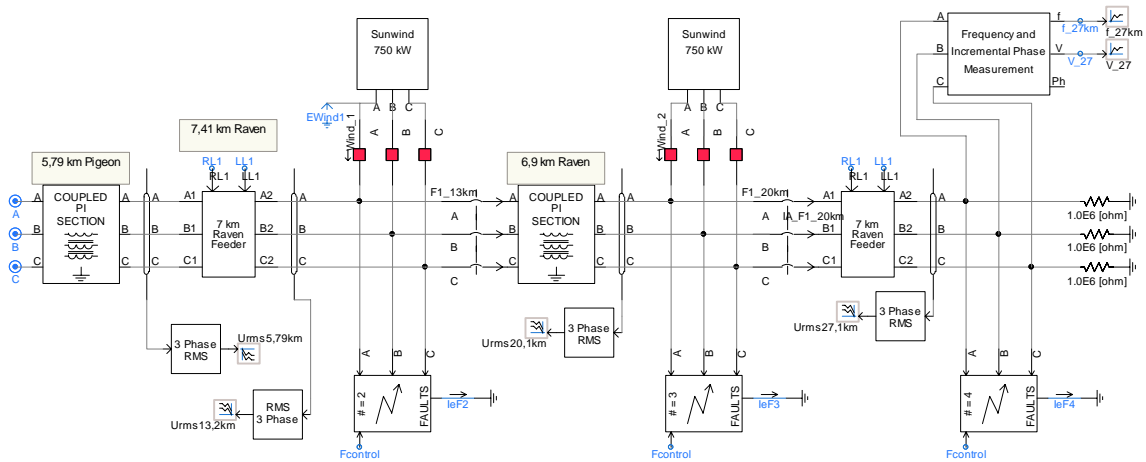 Sunwind
750 kW
A
B
C
EWind1
Wind_1
A
B
C
Sunwind
750 kW
A
B
C
Wind_2
A
B
C
A
B
C
Frequency and
Incremental Phase
Measurement
f
V
Ph
f_27km
f_27km
V_27
V_27
7,41 km Raven
5,79 km Pigeon
6,9 km Raven
RL1
LL1
RL1
LL1
RL1
LL1
RL1
LL1
A
B
C
A
B
C
COUPLED
PI
SECTION
A
B
C
A
B
C
A1
B1
C1
7 km
Raven
Feeder
A2
B2
C2
A
B
C
F1_13km
A
B
C
A
B
C
COUPLED
PI
SECTION
A
B
C
A
B
C
F1_20km
IA_F1_20km
A
B
C
A1
B1
C1
7 km
Raven
Feeder
A2
B2
C2
A
B
C
1.0E6 [ohm]
1.0E6 [ohm]
1.0E6 [ohm]
3 Phase
RMS
Urms5,79km
RMS
3 Phase
Urms13,2km
3 Phase
RMS
Urms20,1km
3 Phase
RMS
Urms27,1km
A
B
C
# = 2
FAULTS
IeF2
Fcontrol
A
B
C
# = 3
FAULTS
IeF3
Fcontrol
A
B
C
# = 4
FAULTS
IeF4
Fcontrol